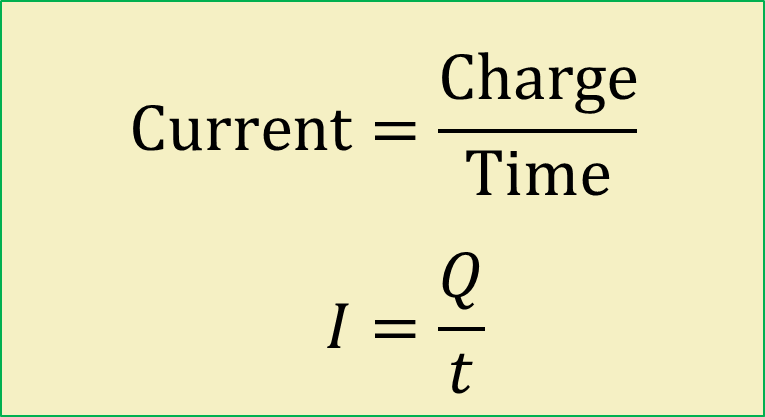 Current = Charge / Time
I = Q / t